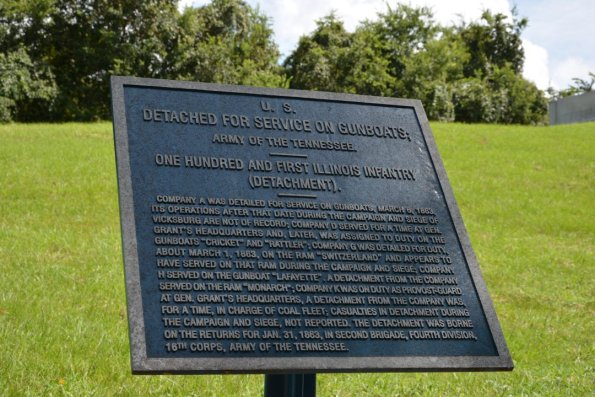 U. S.
DETACHED FOR SERVICE ON GUNBOATS;
ARMY OF THE TENNESSEE.
ONE HUNDRED AND FIRST ILLINOIS INFANTRY
(DETACHMENT).
COMPANY A WAS DETAILED FOR SERVICE ON GUNBOATS, MARCH 6, 1863.
ITS OPERATIONS AFTER THAT DATE DURING THE CAMPAIGN AND SIEGE OF
VICKSBURG ARE NOT OF RECORD; COMPANY D SERVED FOR A TIME AT GEN.
GRANT'S HEADQUARTERS AND, LATER, WAS ASSIGNED TO DUTY ON THE
GUNBOATS "CRICKET" AND "RATTLER"; COMPANY G WAS DETAILED FOR DUTY,
ABOUT MARCH 1, 1863, ON THE RAM "SWITZERLAND" AND APPEARS TO
HAVE SERVED ON THAT RAM DURING THE CAMPAIGN AND SIEGE; COMPANY
H SERVED ON THE GUNBOAT "LAFAYETTE". A DETACHMENT FROM THE COMPANY
SERVED ON THE RAM "MONARCH"; COMPANY K WAS ON DUTY AS PROVOST-GUARD
AT GEN. GRANT'S HEADQUARTERS, A DETACHMENT FROM THE COMPANY WAS,
FOR A TIME, IN CHARGE OF COAL FLEET; CASUALTIES IN DETACHMENT DURING
THE CAMPAIGN AND SIEGE, NOT REPORTED. THE DETACHMENT WAS BORNE
ON THE RETURNS FOR JAN. 31, 1863, IN SECOND BRIGADE, FOURTH DIVISION,
16TH CORPS, ARMY OF THE TENNESSEE.